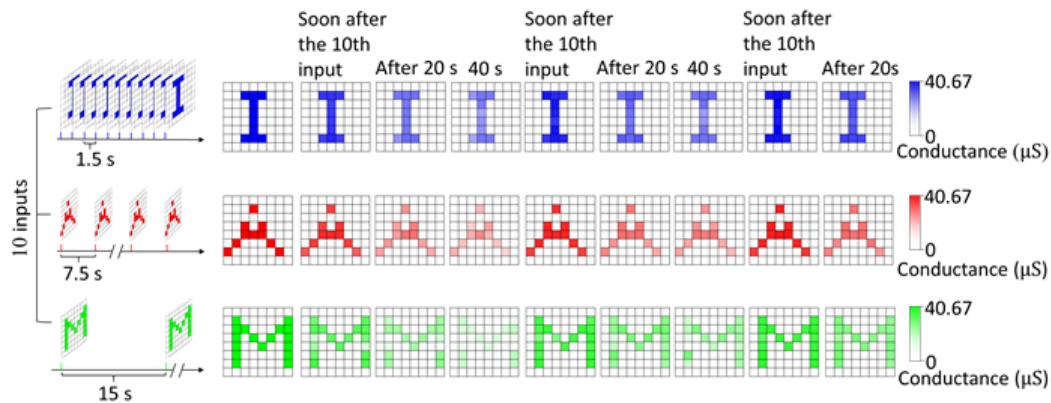 Soon after
the 10th
input
After 20 s
40 s
Soon after
the 10th
input
After 20 s
40 s
Soon after
the 10th
input
After 20s
10 inputs
1.5 s
40.67
0
Conductance (μS)
7.5 s
40.67
0
Conductance (μS)
15 s
40.67
0
Conductance (μS)